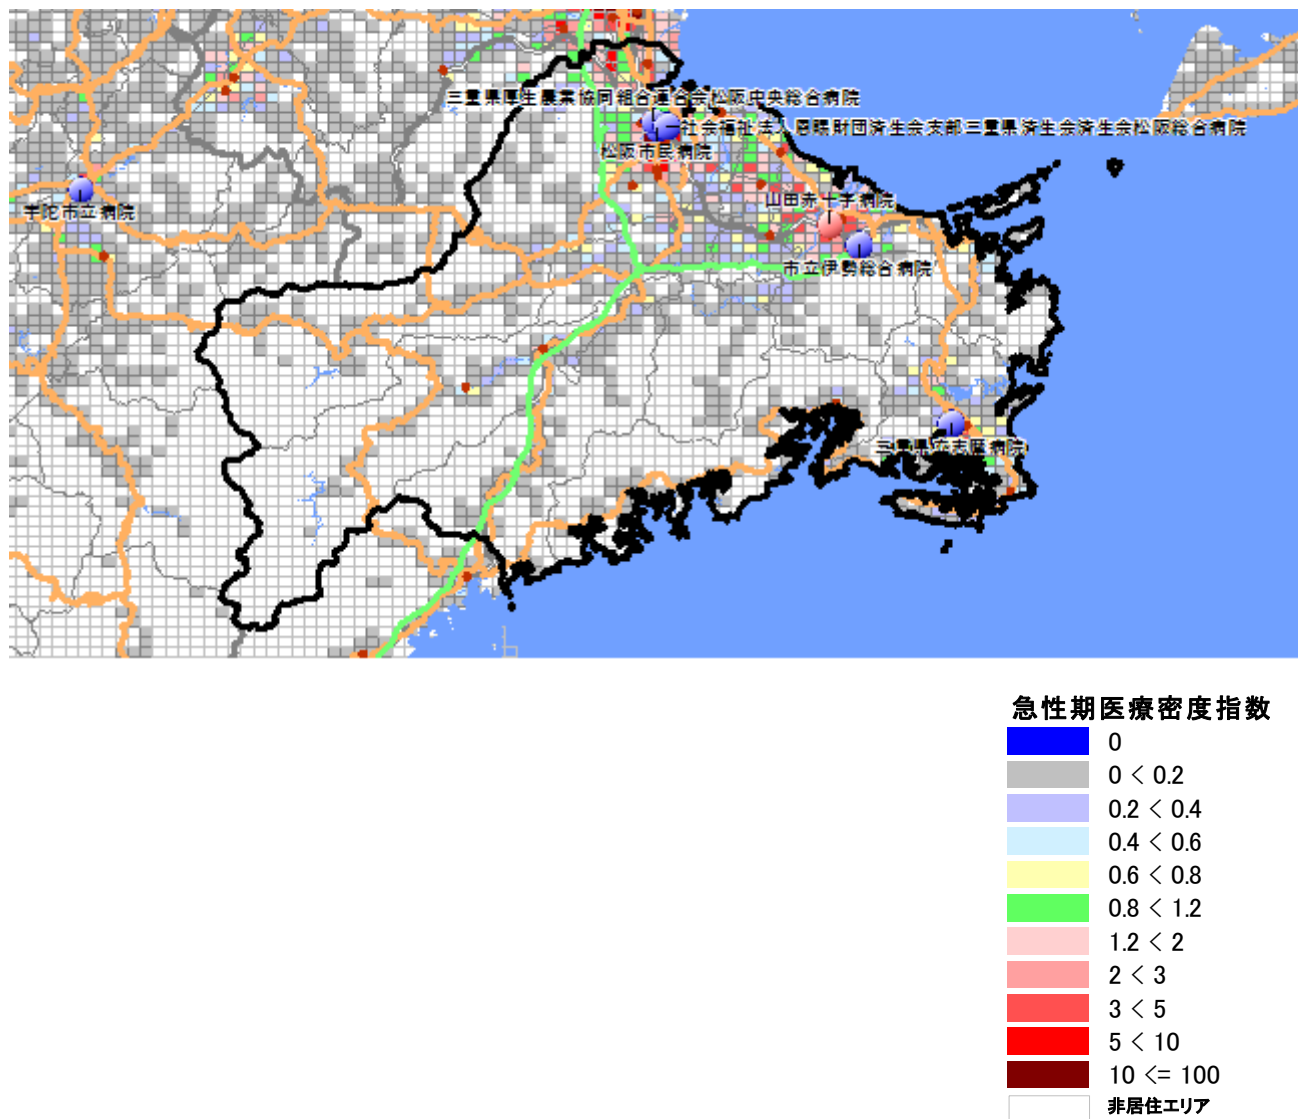 三重県厚生農業協同組合連合会松阪中央総合病院
社会福祉法人恩賜財団済生会支部三重県済生会済生会松阪総合病院
松阪市民病院
山田赤十字病院
宇陀市立病院
市立伊勢総合病院
三重県立志摩病院
急性期医療密度指数
0
0 < 0.2
0.2 < 0.4
0.4 < 0.6
0.6 < 0.8
0.8 < 1.2
1.2 < 2
2 < 3
3 < 5
5 < 10
10 <= 100
非居住エリア